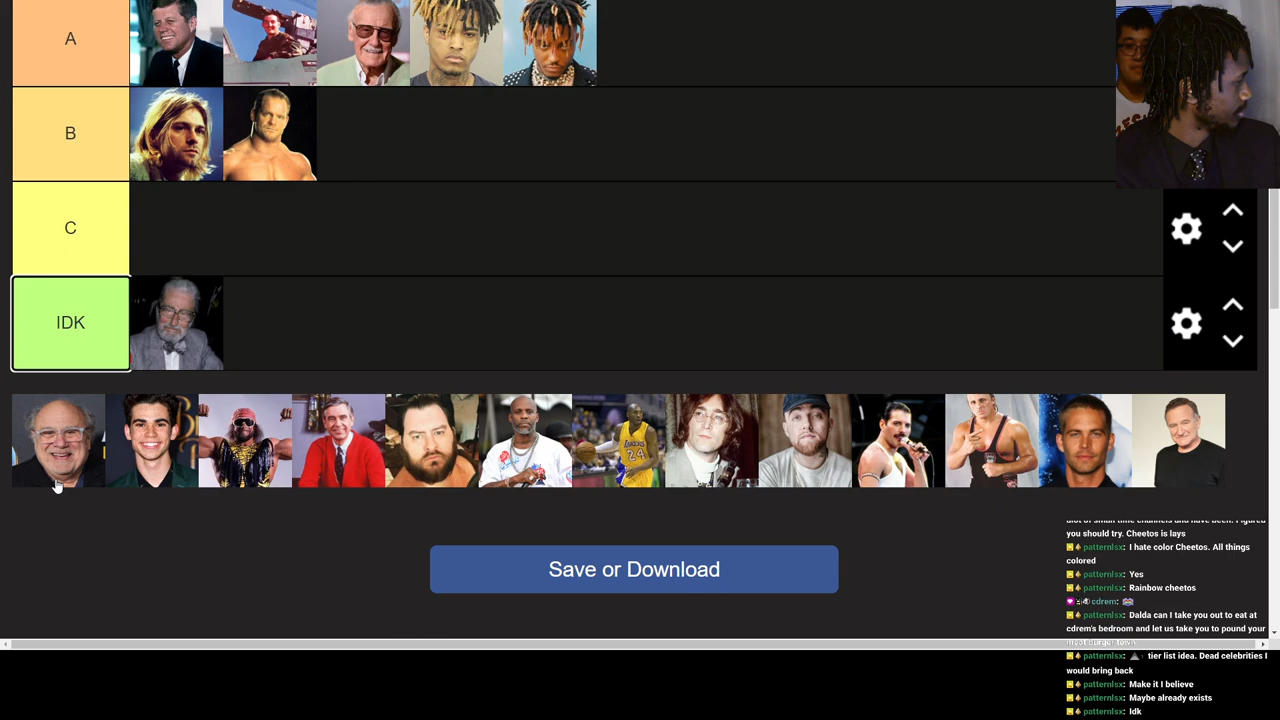 A
B
C
IDK
24
Save or Download
you should try. Cheetos is lays
patternlsx: I hate color Cheetos. All things
colored
patternlsx: Yes
patternlsx: Rainbow cheetos
cdrem:
patternlsx: Dalda can I take you out to eat at
cdrem's bedroom and let us take you to pound your
patternlsx: tier list idea. Dead celebrities I
would bring back
patternlsx: Make it I believe
patternlsx: Maybe already exists
patternlsx: Idk